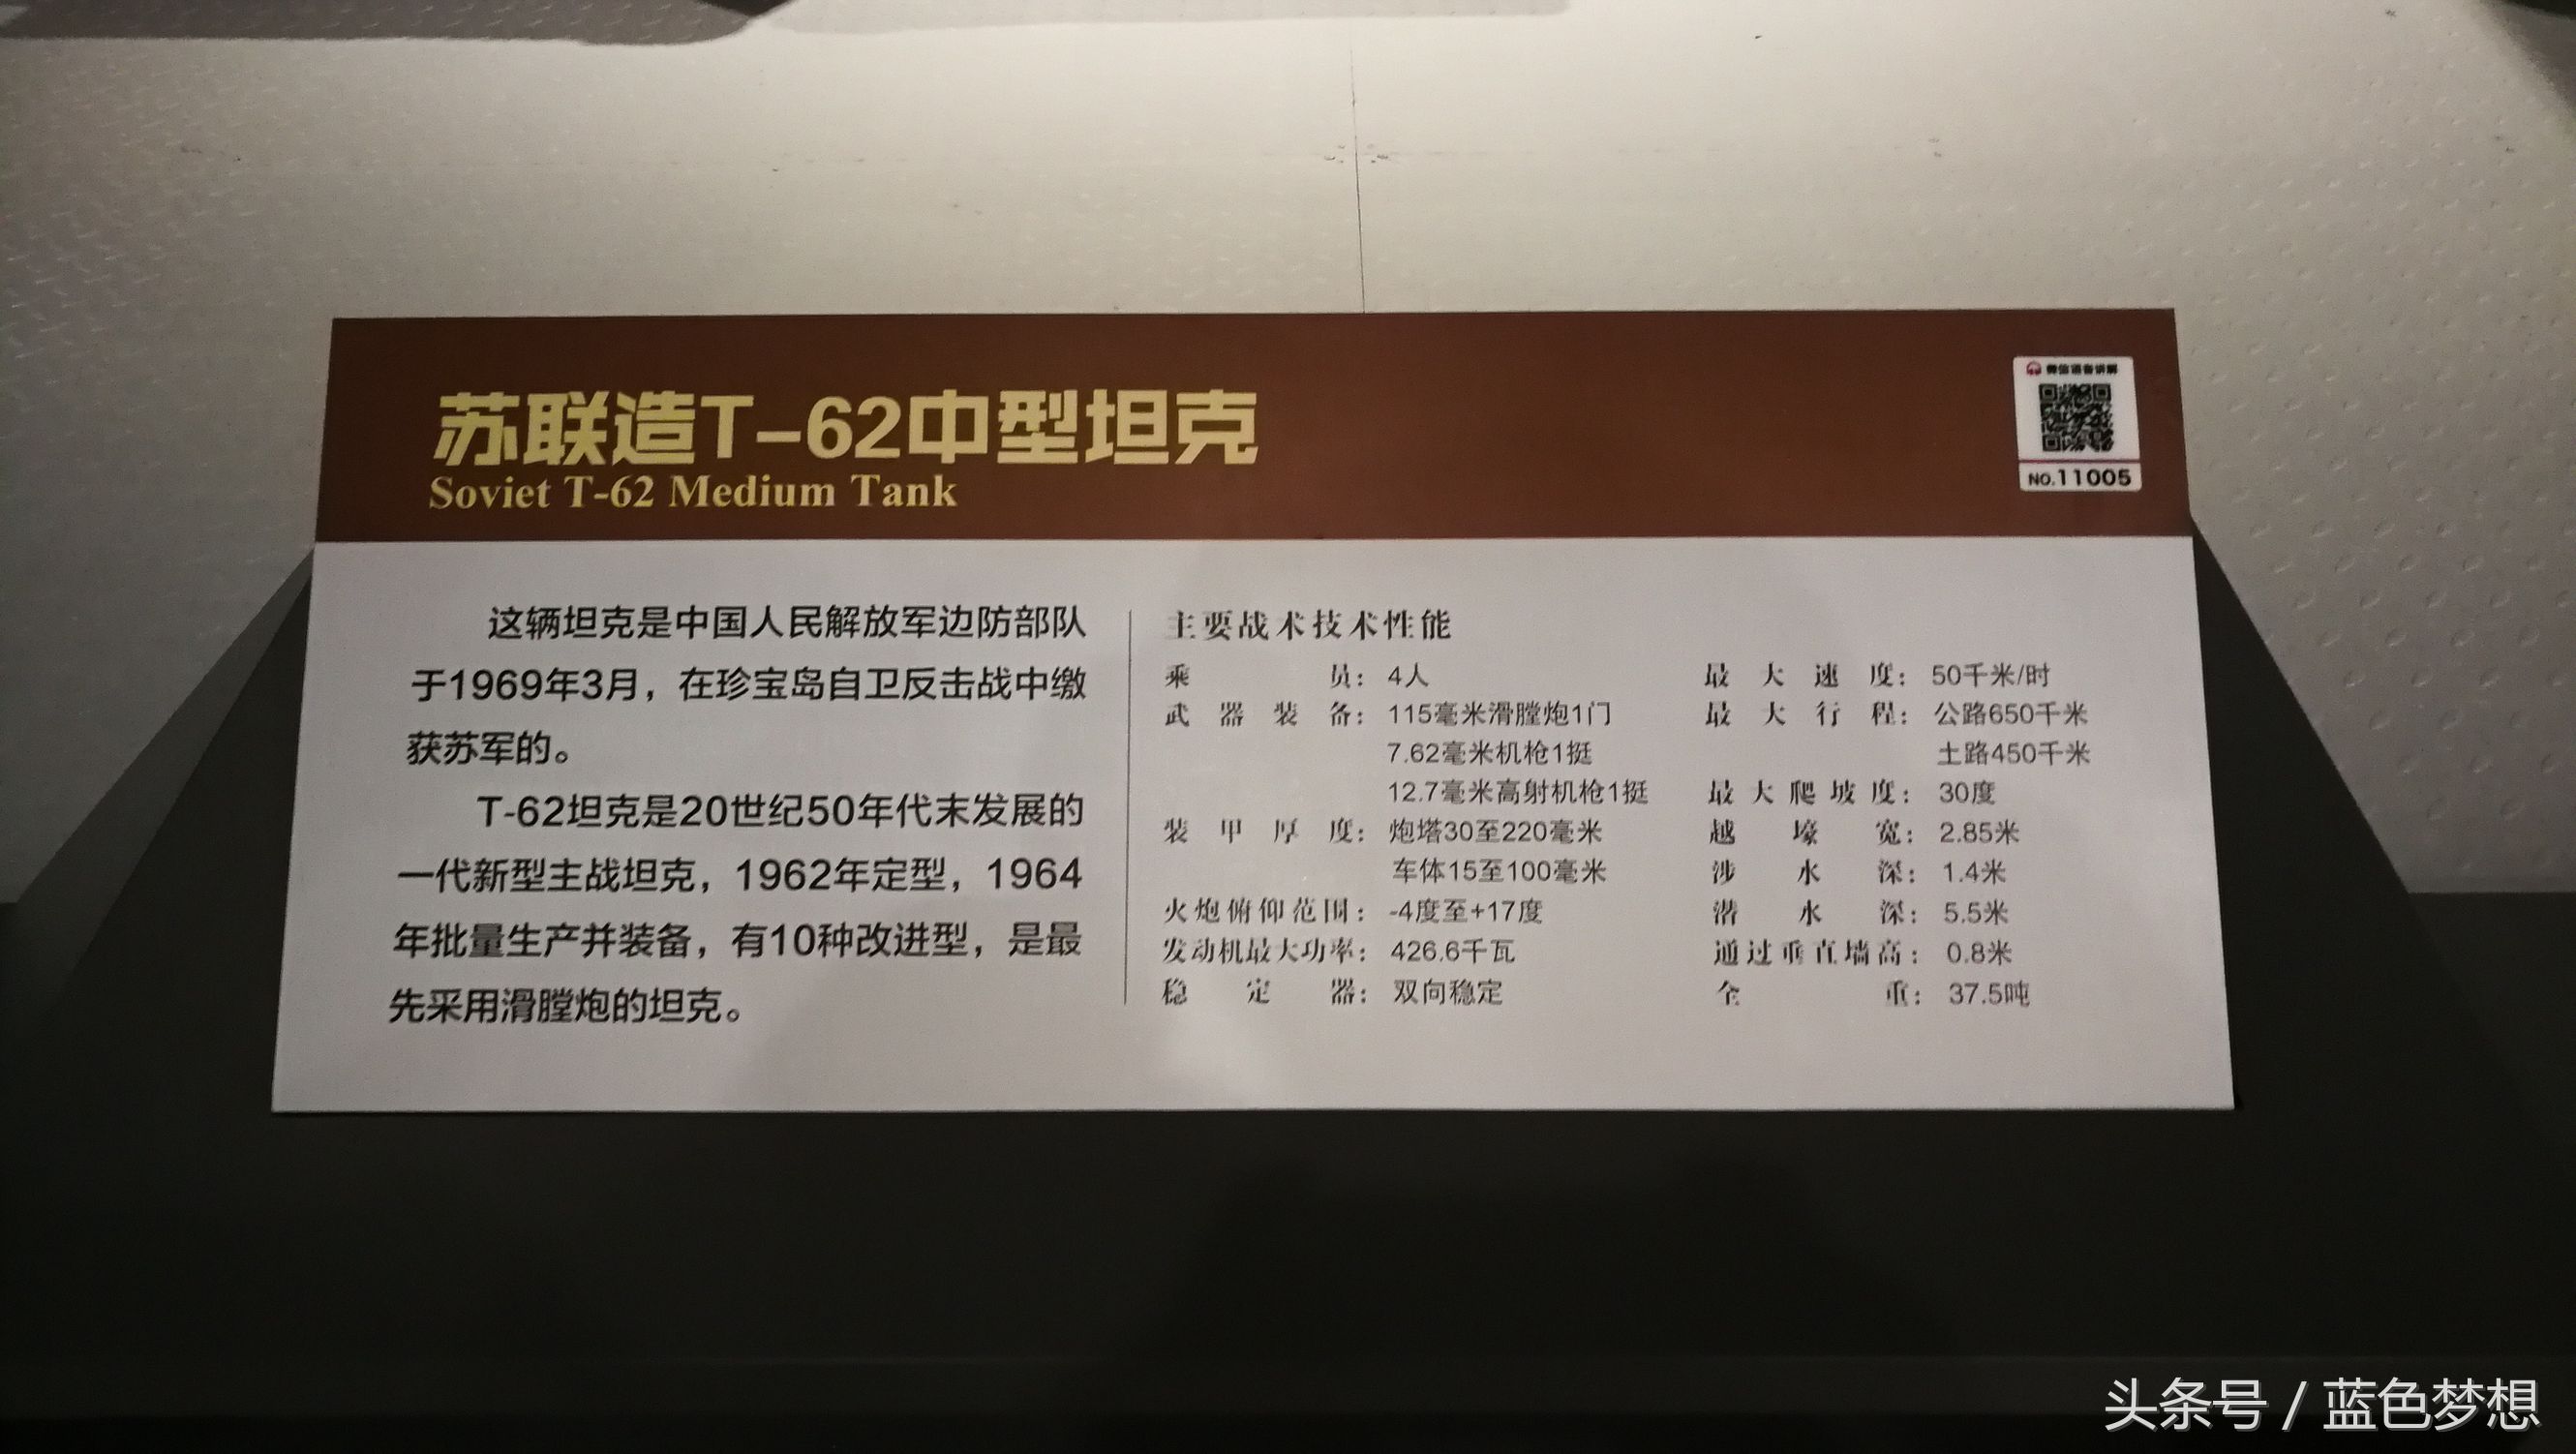 苏联造T-62中型坦克
Soviet T-62 Medium Tank
微信语音讲解
NO.11005
这辆坦克是中国人民解放军边防部队
于1969年3月，在珍宝岛自卫反击战中缴
获苏军的。
T-62坦克是20世纪50年代末发展的
一代新型主战坦克，1962年定型，1964
年批量生产并装备，有10种改进型，是最
先采用滑膛炮的坦克。
主要战术技术性能
乘员：4人
武器装备：115毫米滑膛炮1门
7.62毫米机枪1挺
12.7毫米高射机枪1挺
装甲厚度：炮塔30至220毫米
车体15至100毫米
火炮俯仰范围：-4度至+17度
发动机最大功率：426.6千瓦
稳定器：双向稳定
最大速度：50千米/时
最大行程：公路650千米
土路450千米
最大爬坡度：30度
越壕宽：2.85米
涉水深：1.4米
潜水深：5.5米
通过垂直墙高：0.8米
全重：37.5吨
头条号 / 蓝色梦想